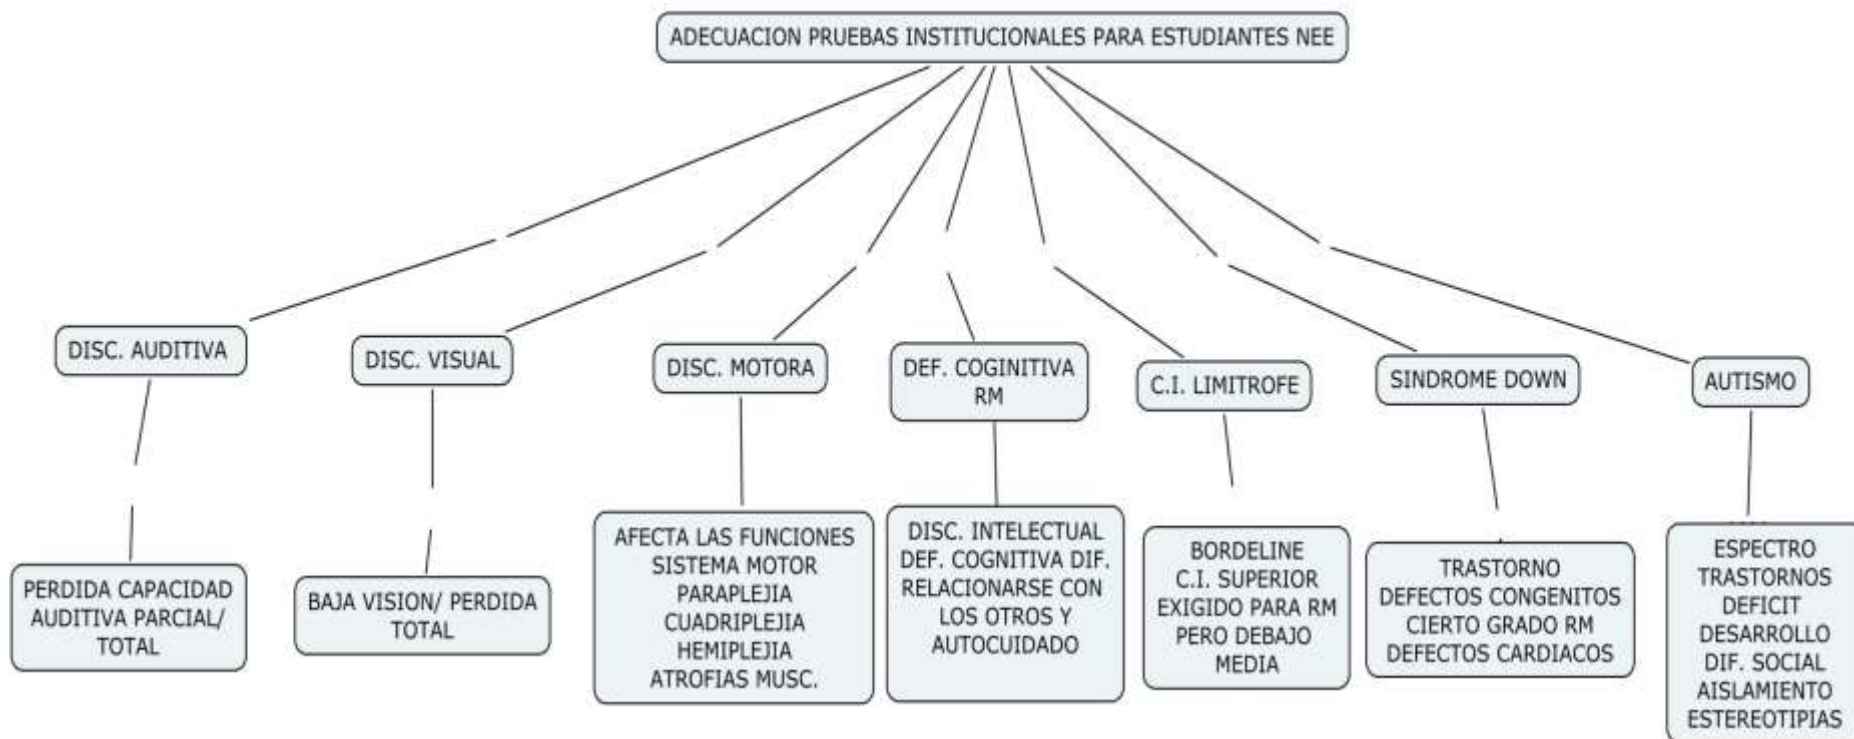 ADECUACION PRUEBAS INSTITUCIONALES PARA ESTUDIANTES NEE
DISC. AUDITIVA
DISC. VISUAL
DISC. MOTORA
DEF. COGINITIVA
RM
C.I. LIMITROFE
SINDROME DOWN
AUTISMO
PERDIDA CAPACIDAD
AUDITIVA PARCIAL/
TOTAL
BAJA VISION/ PERDIDA
TOTAL
AFECTA LAS FUNCIONES
SISTEMA MOTOR
PARAPLEJIA
CUADRIPLEJIA
HEMIPLEJIA
ATROFIAS MUSC.
DISC. INTELECTUAL
DEF. COGNITIVA DIF.
RELACIONARSE CON
LOS OTROS Y
AUTOCUIDADO
BORDELINE
C.I. SUPERIOR
EXIGIDO PARA RM
PERO DEBAJO
MEDIA
TRASTORNO
DEFECTOS CONGENITOS
CIERTO GRADO RM
DEFECTOS CARDIACOS
ESPECTRO
TRASTORNOS
DEFICIT
DESARROLLO
DIF. SOCIAL
AISLAMIENTO
ESTEREOTIPIAS